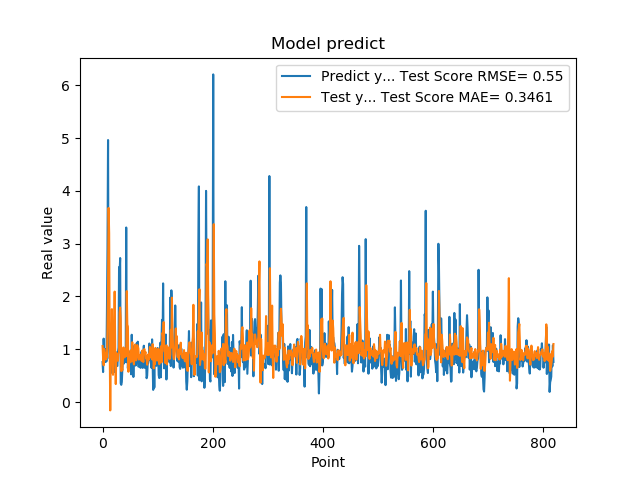 Model predict
Predict y... Test Score RMSE= 0.55
Test y... Test Score MAE= 0.3461
Real value
6
5
4
3
2
1
0
0 200 400 600 800
Point